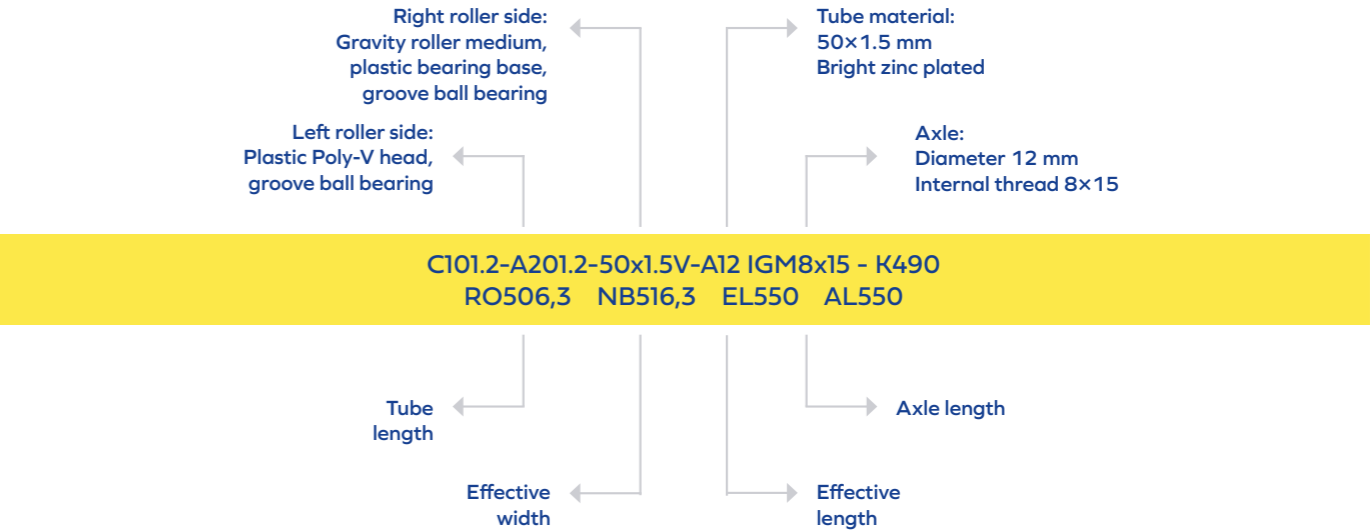 Right roller side:
Gravity roller medium,
plastic bearing base,
groove ball bearing
Tube material:
50×1.5 mm
Bright zinc plated
Left roller side:
Plastic Poly-V head,
groove ball bearing
Axle:
Diameter 12 mm
Internal thread 8×15
C101.2-A201.2-50x1.5V-A12 IGM8x15 - K490
RO506,3 NB516,3 EL550 AL550
Tube
length
Axle length
Effective
width
Effective
length